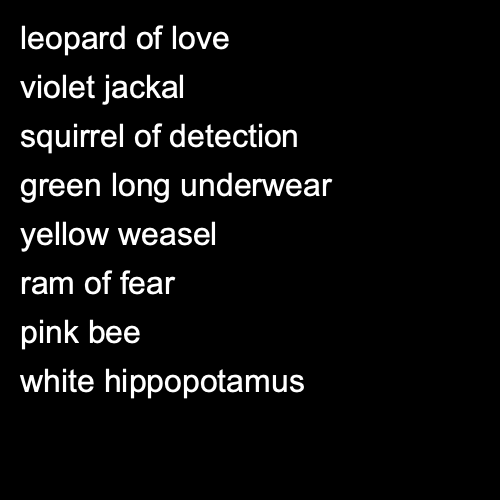 leopard of love
violet jackal
squirrel of detection
green long underwear
yellow weasel
ram of fear
pink bee
white hippopotamus